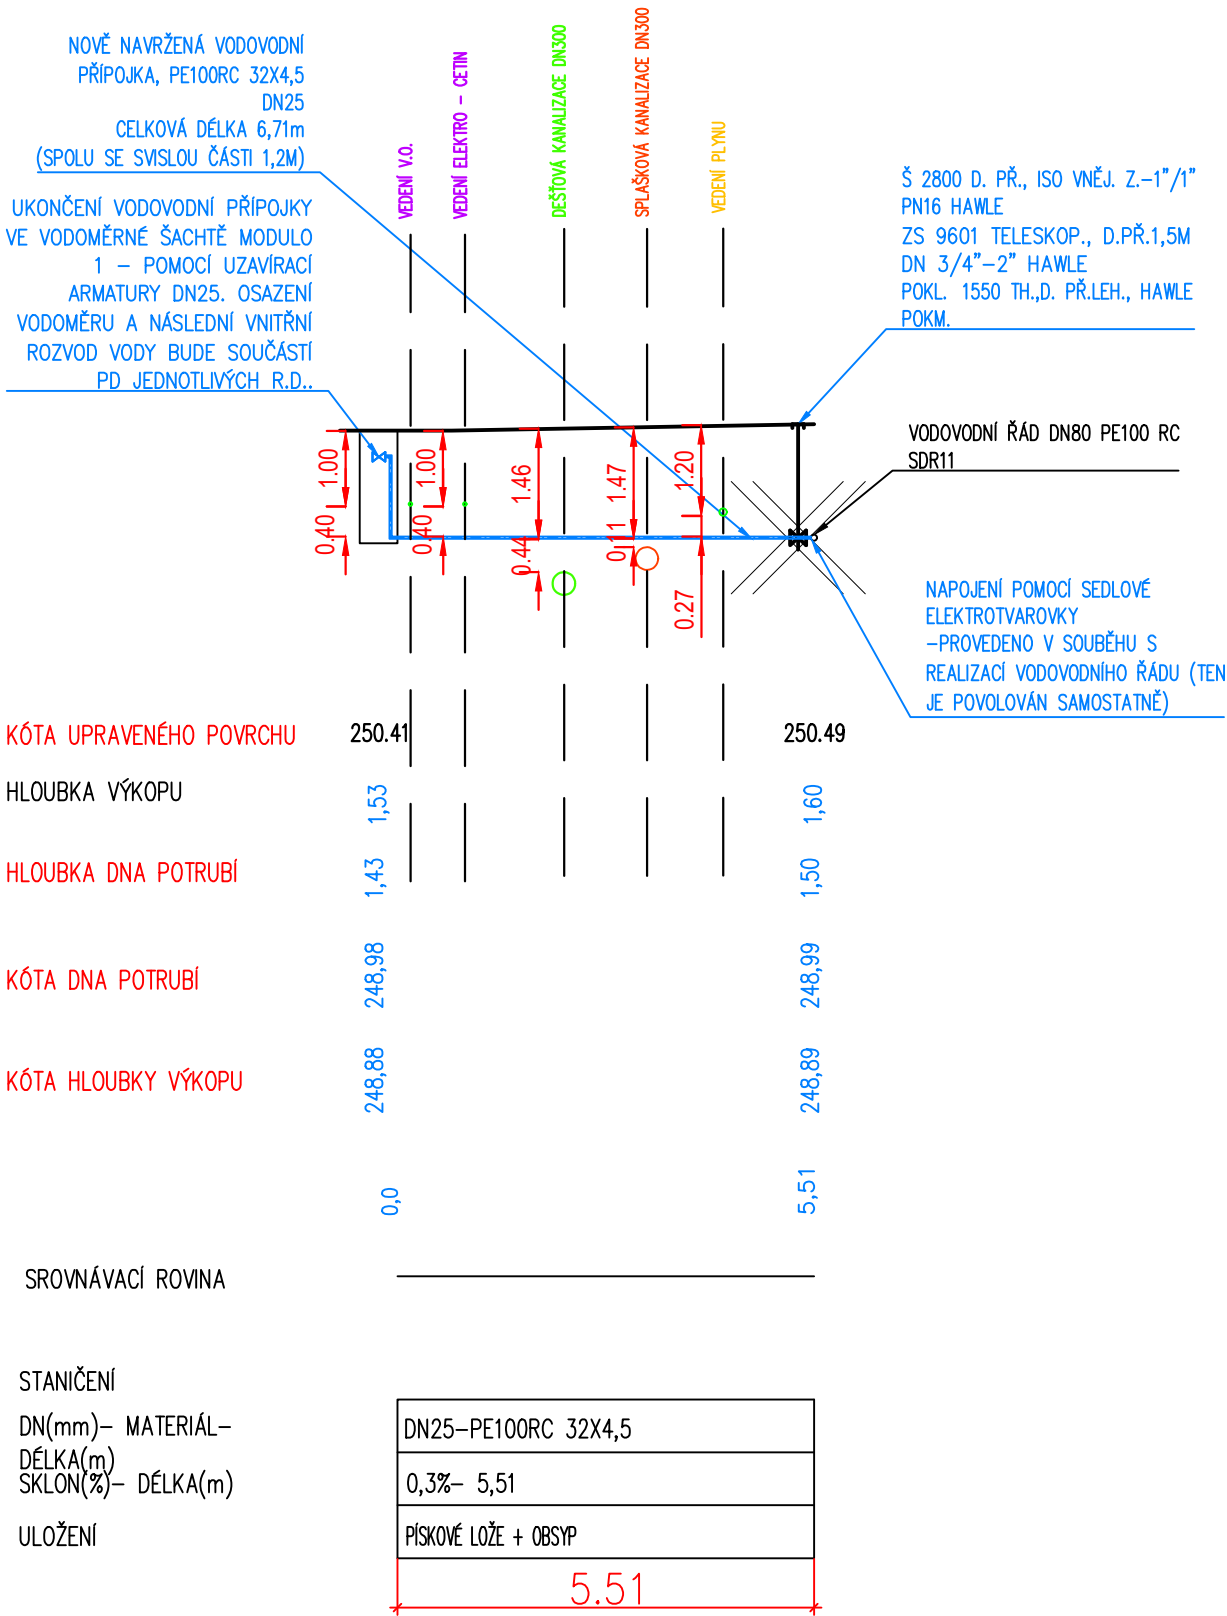 NOVĚ NAVRŽENÁ VODOVODNÍ
PŘÍPOJKA, PE100RC 32X4,5
DN25
CELKOVÁ DÉLKA 6,71m
(SPOLU SE SVISLOU ČÁSTI 1,2M)
UKONČENÍ VODOVODNÍ PŘÍPOJKY
VE VODOMĚRNÉ ŠACHTĚ MODULO
1 – POMOCÍ UZAVÍRACÍ
ARMATURY DN25. OSAZENÍ
VODOMĚRU A NÁSLEDNÍ VNITŘNÍ
ROZVOD VODY BUDE SOUČÁSTÍ
PD JEDNOTLIVÝCH R.D..
VEDENÍ V.O.
VEDENÍ ELEKTRO – CETIN
DEŠŤOVÁ KANALIZACE DN300
SPLAŠKOVÁ KANALIZACE DN300
VEDENÍ PLYNU
Š 2800 D. PŘ., ISO VNĚJ. Z.–1"/1"
PN16 HAWLE
ZS 9601 TELESKOP., D.PŘ.1,5M
DN 3/4"–2" HAWLE
POKL. 1550 TH.,D. PŘ.LEH., HAWLE
POKM.
VODOVODNÍ ŘÁD DN80 PE100 RC
SDR11
1.00
0.40
1.00
0.40
1.46
0.44
1.47
0.11
1.20
0.27
NAPOJENÍ POMOCÍ SEDLOVÉ
ELEKTROTVAROVKY
–PROVEDENO V SOUBĚHU S
REALIZACÍ VODOVODNÍHO ŘÁDU (TEN
JE POVOLOVÁN SAMOSTATNĚ)
KÓTA UPRAVENÉHO POVRCHU 250.41 250.49
HLOUBKA VÝKOPU 1,53 1,60
HLOUBKA DNA POTRUBÍ 1,43 1,50
KÓTA DNA POTRUBÍ 248,98 248,99
KÓTA HLOUBKY VÝKOPU 248,88 248,89
0,0 5,51
SROVNÁVACÍ ROVINA
STANIČENÍ
DN(mm)– MATERIÁL–
DÉLKA(m)
DN25–PE100RC 32X4,5
SKLON(%)– DÉLKA(m) 0,3%– 5,51
ULOŽENÍ PÍSKOVÉ LOŽE + OBSYP
5.51